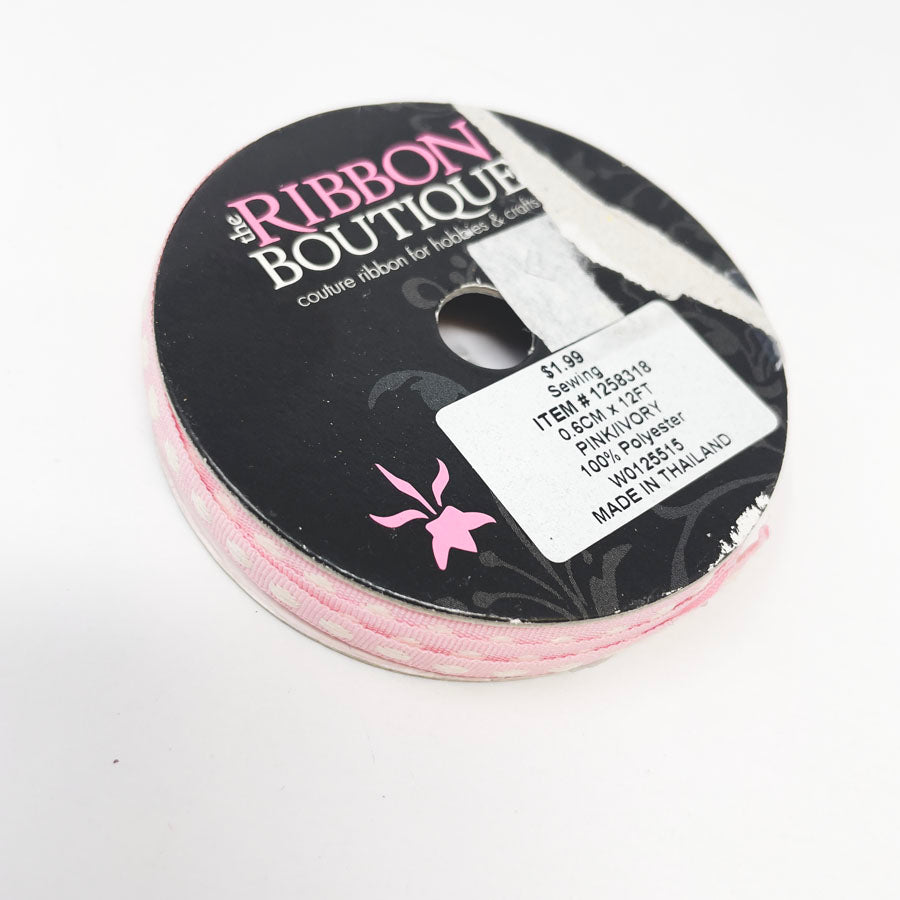 the RIBBON
BOUTIQUE
couture ribbon for hobbies & crafts
$1.99
Sewing
ITEM # 1258318
0.6CM x 12FT
PINK/IVORY
100% Polyester
W0125515
MADE IN THAILAND